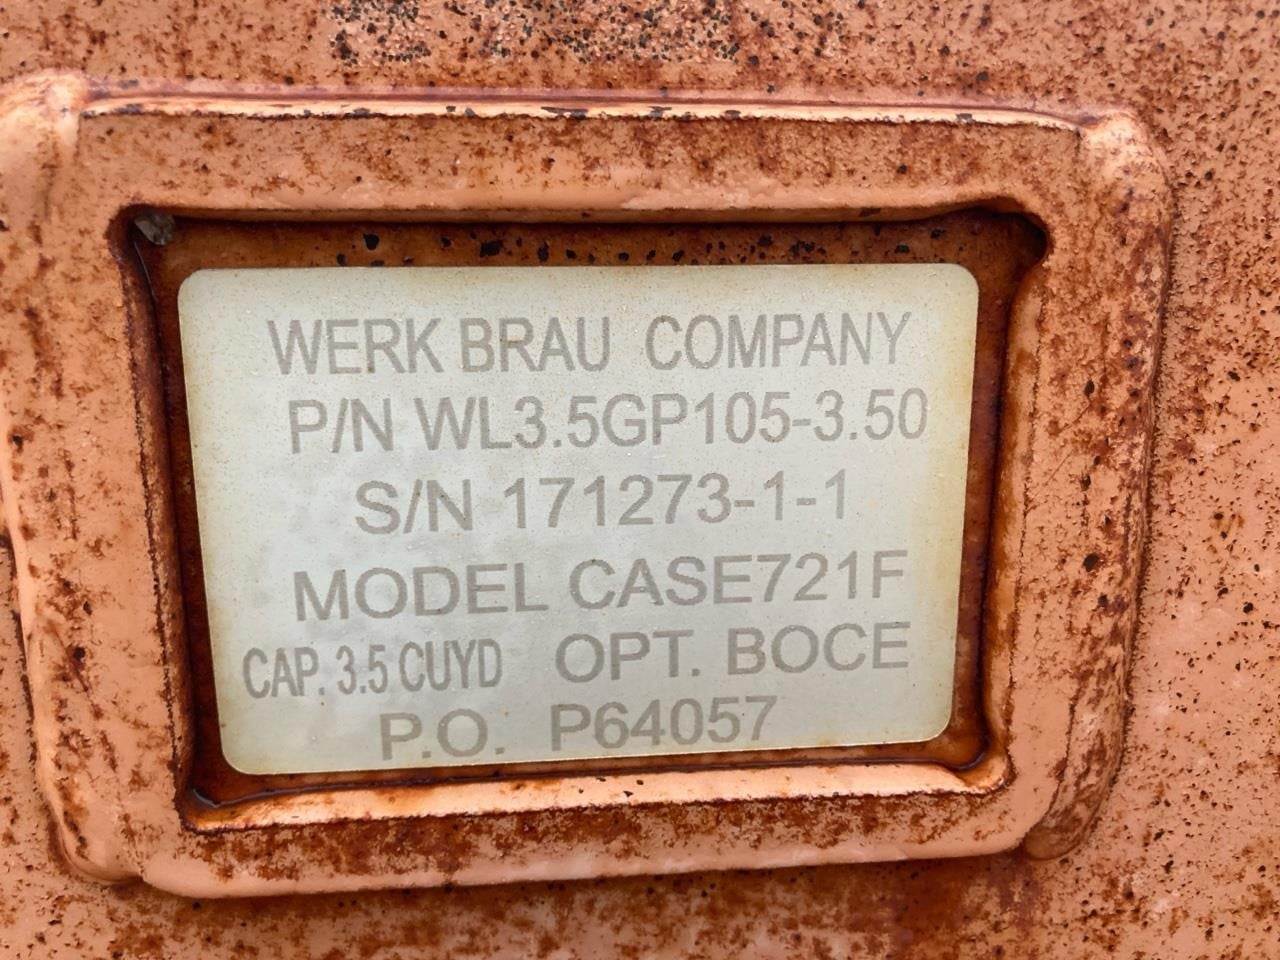 WERK BRAU COMPANY
P/N WL3.5GP105-3.50
S/N 171273-1-1
MODEL CASE721F
CAP. 3.5 CUYD OPT. BOCE
P.O. P64057